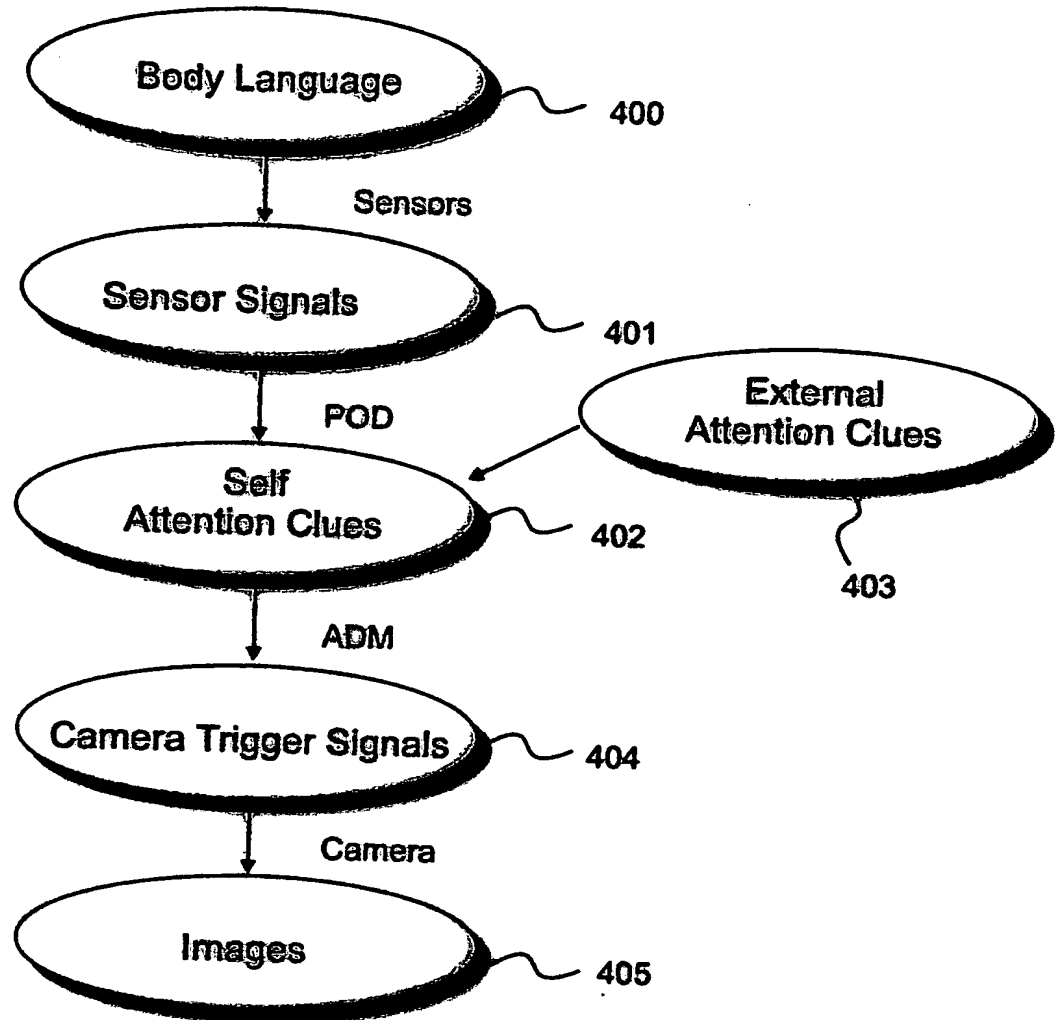 Body Language
400
Sensors
Sensor Signals
401
POD
External
Attention Clues
403
Self
Attention Clues
402
ADM
Camera Trigger Signals
404
Camera
Images
405